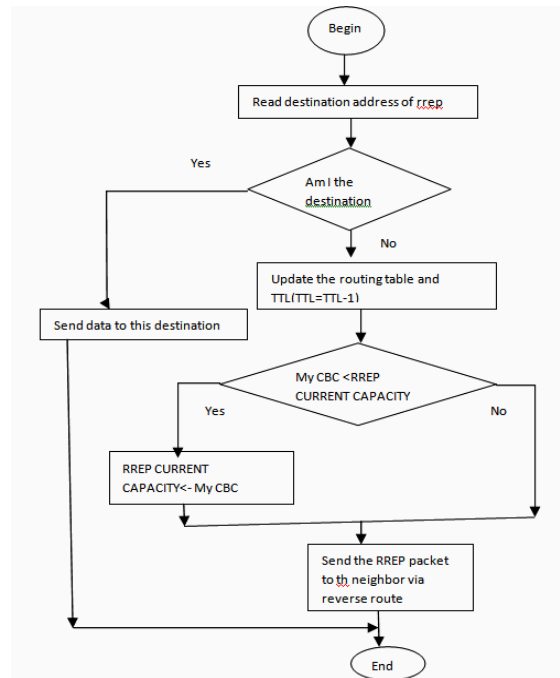 Begin
Read destination address of rrep
Yes
Am I the
destination
No
Update the routing table and
TTL(TTL=TTL-1)
Send data to this destination
My CBC <RREP
CURRENT CAPACITY
Yes
No
RREP CURRENT
CAPACITY<- My CBC
Send the RREP packet
to th neighbor via
reverse route
End